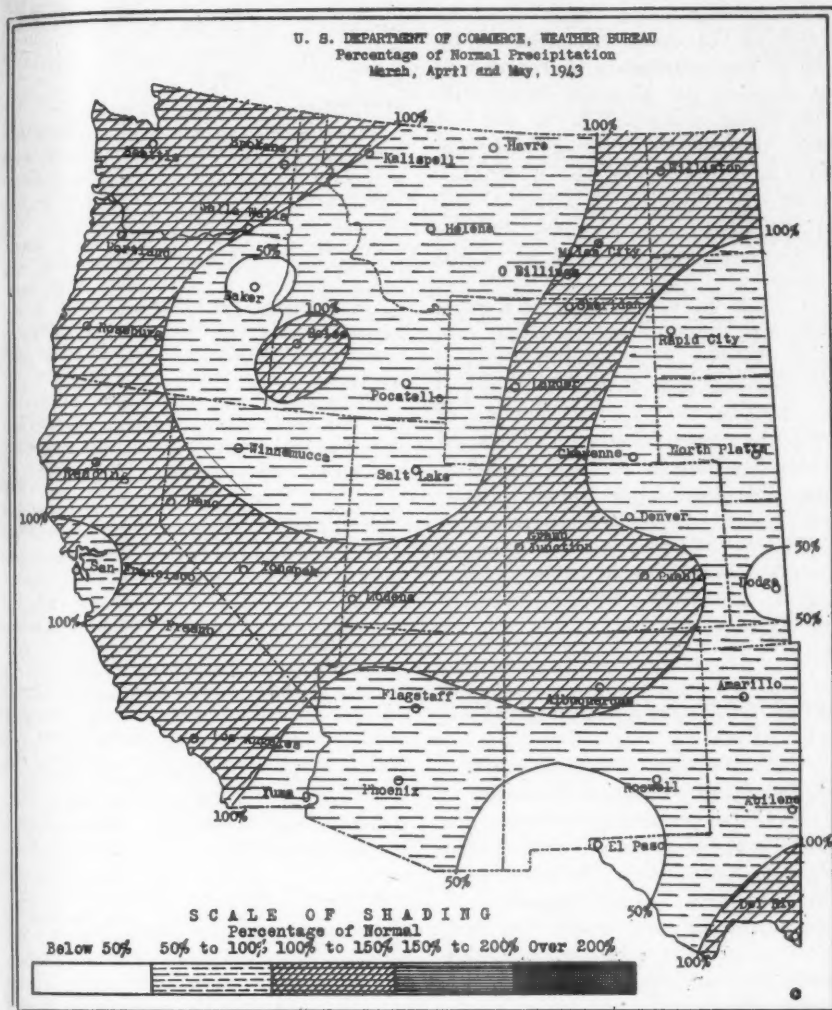 U. S. DEPARTMENT OF COMMERCE, WEATHER BUREAU
Percentage of Normal Precipitation
March, April and May, 1943
100%
100%
Seattle
Spokane
Kalispell
Havre
Williston
Walla Walla
Portland
Helena
Miles City
100%
50%
Baker
Billings
100%
Sheridan
Roseburg
Boise
Rapid City
Pocatello
Lander
Winnemucca
Cheyenne
North Platte
Redding
Salt Lake
Reno
Denver
100%
Grand
Junction
50%
San Francisco
Tonopah
Pueblo
Dodge
Modena
100%
Fresno
50%
Flagstaff
Albuquerque
Amarillo
Los Angeles
Yuma
Phoenix
Roswell
Abilene
100%
El Paso
100%
50%
50%
Del Rio
100%
SCALE OF SHADING
Percentage of Normal
Below 50% 50% to 100% 100% to 150% 150% to 200% Over 200%